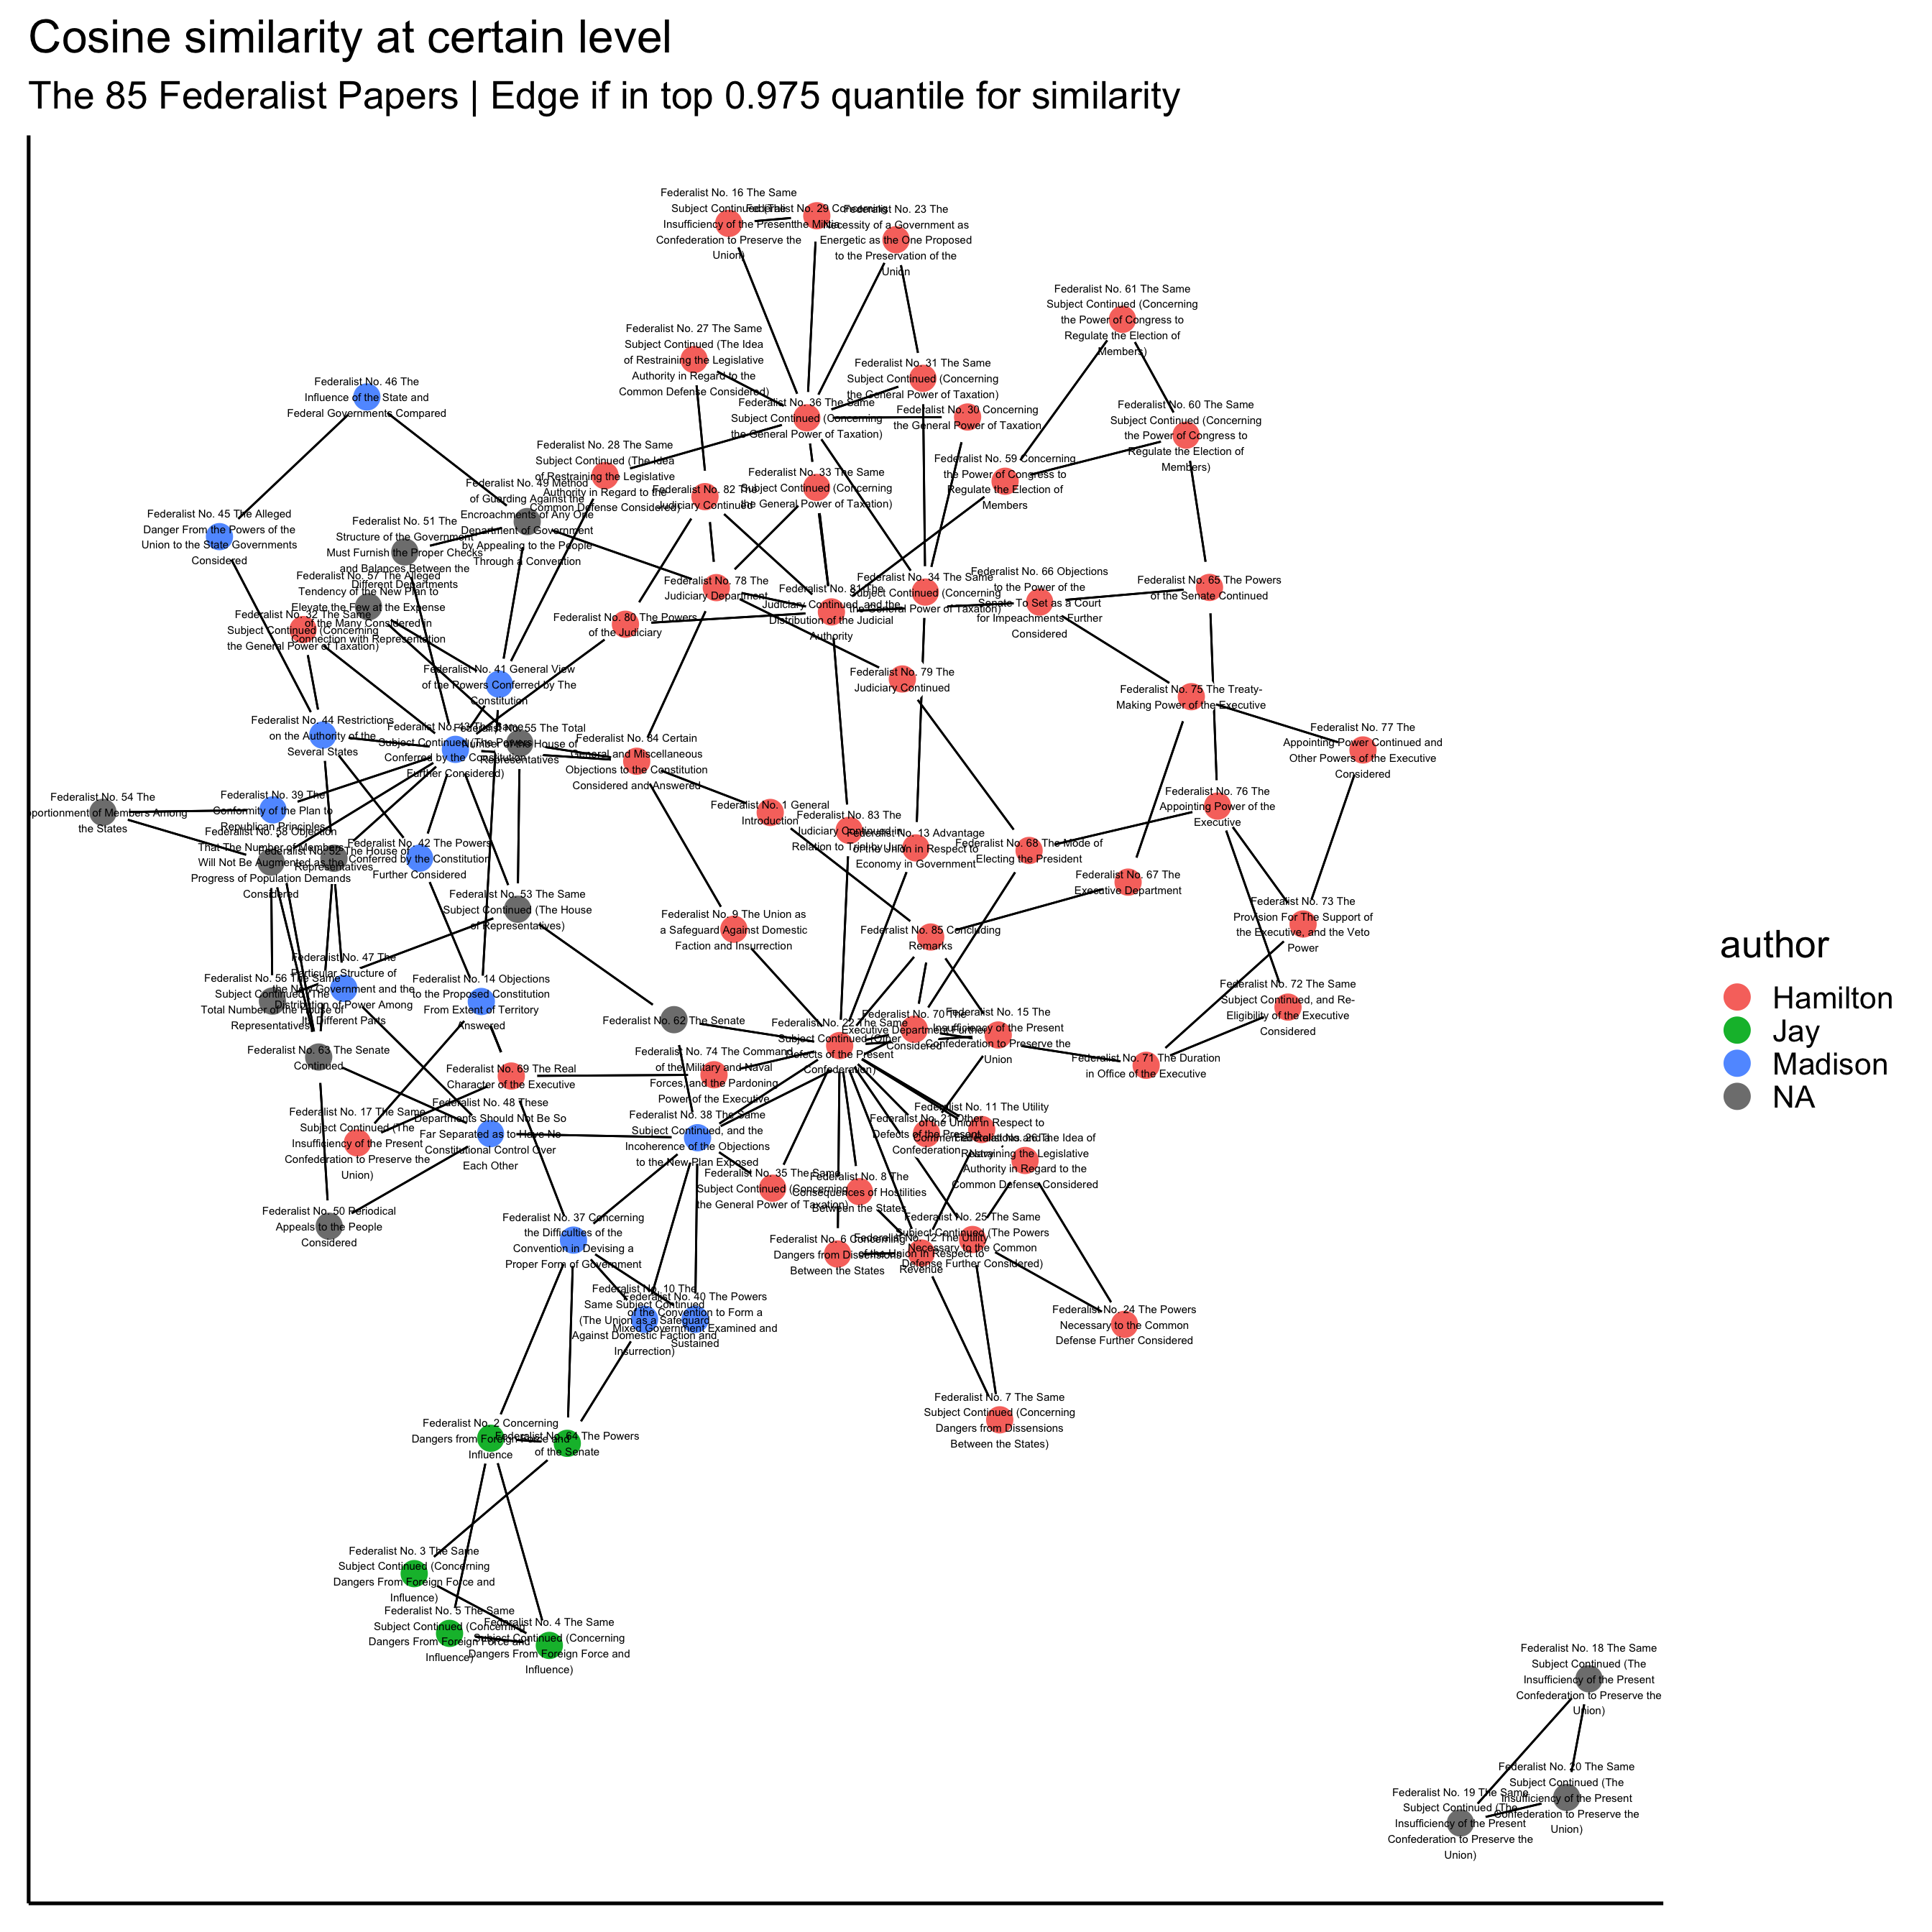 Cosine similarity at certain level
The 85 Federalist Papers | Edge if in top 0.975 quantile for similarity
Federalist No. 16 The Same
Subject Continued (The
Insufficiency of the Present
Confederation to Preserve the
Union)
Federalist No. 29 Concerning
the Militia
Federalist No. 23 The
Necessity of a Government as
Energetic as the One Proposed
to the Preservation of the
Union
Federalist No. 61 The Same
Subject Continued (Concerning
the Power of Congress to
Regulate the Election of
Members)
Federalist No. 27 The Same
Subject Continued (The Idea
of Restraining the Legislative
Authority in Regard to the
Common Defense Considered)
Federalist No. 31 The Same
Subject Continued (Concerning
the General Power of Taxation)
Federalist No. 46 The
Influence of the State and
Federal Governments Compared
Federalist No. 36 The Same
Subject Continued (Concerning
the General Power of Taxation)
Federalist No. 30 Concerning
the General Power of Taxation
Federalist No. 60 The Same
Subject Continued (Concerning
the Power of Congress to
Regulate the Election of
Members)
Federalist No. 28 The Same
Subject Continued (The Idea
of Restraining the Legislative
Authority in Regard to the
Common Defense Considered)
Federalist No. 59 Concerning
the Power of Congress to
Regulate the Election of
Members
Federalist No. 33 The Same
Subject Continued (Concerning
the General Power of Taxation)
Federalist No. 82 The
Judiciary Continued
Federalist No. 49 Method
of Guarding Against the
Encroachments of Any One
Department of Government
by Appealing to the People
Through a Convention
Federalist No. 45 The Alleged
Danger From the Powers of the
Union to the State Governments
Considered
Federalist No. 51 The
Structure of the Government
Must Furnish the Proper Checks
and Balances Between the
Different Departments
Federalist No. 57 The Alleged
Tendency of the New Plan to
Elevate the Few at the Expense
of the Many Considered in
Connection with Representation
Federalist No. 32 The Same
Subject Continued (Concerning
the General Power of Taxation)
Federalist No. 78 The
Judiciary Department
Federalist No. 81 The
Judiciary Continued, and the
Distribution of the Judicial
Authority
Federalist No. 34 The Same
Subject Continued (Concerning
the General Power of Taxation)
Federalist No. 66 Objections
to the Power of the
Senate To Set as a Court
for Impeachments Further
Considered
Federalist No. 65 The Powers
of the Senate Continued
Federalist No. 80 The Powers
of the Judiciary
Federalist No. 41 General View
of the Powers Conferred by The
Constitution
Federalist No. 79 The
Judiciary Continued
Federalist No. 75 The Treaty-
Making Power of the Executive
Federalist No. 44 Restrictions
on the Authority of the
Several States
Federalist No. 43 The Same
Subject Continued (The Powers
Conferred by the Constitution
Further Considered)
Federalist No. 55 The Total
Number of the House of
Representatives
Federalist No. 84 Certain
General and Miscellaneous
Objections to the Constitution
Considered and Answered
Federalist No. 77 The
Appointing Power Continued and
Other Powers of the Executive
Considered
Federalist No. 54 The
portionment of Members Among
the States
Federalist No. 39 The
Conformity of the Plan to
Republican Principles
Federalist No. 1 General
Introduction
Federalist No. 76 The
Appointing Power of the
Executive
Federalist No. 58 Objection
That The Number of Members
Will Not Be Augmented as the
Progress of Population Demands
Considered
Federalist No. 52 The House of
Representatives
Federalist No. 42 The Powers
Conferred by the Constitution
Further Considered
Federalist No. 83 The
Judiciary Continued in
Relation to Trial by Jury
Federalist No. 13 Advantage
of the Union in Respect to
Economy in Government
Federalist No. 68 The Mode of
Electing the President
Federalist No. 67 The
Executive Department
Federalist No. 53 The Same
Subject Continued (The House
of Representatives)
Federalist No. 9 The Union as
a Safeguard Against Domestic
Faction and Insurrection
Federalist No. 85 Concluding
Remarks
Federalist No. 73 The
Provision For The Support of
the Executive, and the Veto
Power
Federalist No. 47 The
Particular Structure of
the New Government and the
Distribution of Power Among
Its Different Parts
Federalist No. 56 The Same
Subject Continued (The
Total Number of the House of
Representatives)
Federalist No. 14 Objections
to the Proposed Constitution
From Extent of Territory
Answered
Federalist No. 72 The Same
Subject Continued, and Re-
Eligibility of the Executive
Considered
Federalist No. 62 The Senate
Federalist No. 22 The Same
Subject Continued (Other
Defects of the Present
Confederation)
Federalist No. 70 The
Executive Department Further
Considered
Federalist No. 15 The
Insufficiency of the Present
Confederation to Preserve the
Union
Federalist No. 63 The Senate
Continued
Federalist No. 71 The Duration
in Office of the Executive
Federalist No. 69 The Real
Character of the Executive
Federalist No. 74 The Command
of the Military and Naval
Forces, and the Pardoning
Power of the Executive
Federalist No. 17 The Same
Subject Continued (The
Insufficiency of the Present
Confederation to Preserve the
Union)
Federalist No. 48 These
Departments Should Not Be So
Far Separated as to Have No
Constitutional Control Over
Each Other
Federalist No. 38 The Same
Subject Continued, and the
Incoherence of the Objections
to the New Plan Exposed
Federalist No. 21 Other
Defects of the Present
Confederation
Federalist No. 11 The Utility
of the Union in Respect to
Navy
Federalist No. 26 The Idea of
Restraining the Legislative
Authority in Regard to the
Common Defense Considered
Federalist No. 35 The Same
Subject Continued (Concerning
the General Power of Taxation)
Federalist No. 8 The
Consequences of Hostilities
Between the States
Federalist No. 50 Periodical
Appeals to the People
Considered
Federalist No. 37 Concerning
the Difficulties of the
Convention in Devising a
Proper Form of Government
Federalist No. 6 Concerning
Dangers from Dissensions
Between the States
Federalist No. 12 The Utility
of the Union in Respect to
Revenue
Federalist No. 25 The Same
Subject Continued (The Powers
Necessary to the Common
Defense Further Considered)
Federalist No. 10 The
Same Subject Continued
(The Union as a Safeguard
Against Domestic Faction and
Insurrection)
Federalist No. 40 The Powers
of the Convention to Form a
Mixed Government Examined and
Sustained
Federalist No. 24 The Powers
Necessary to the Common
Defense Further Considered
Federalist No. 7 The Same
Subject Continued (Concerning
Dangers from Dissensions
Between the States)
Federalist No. 2 Concerning
Dangers from Foreign Force and
Influence
Federalist No. 64 The Powers
of the Senate
Federalist No. 3 The Same
Subject Continued (Concerning
Dangers From Foreign Force and
Influence)
Federalist No. 5 The Same
Subject Continued (Concerning
Dangers From Foreign Force and
Influence)
Federalist No. 4 The Same
Subject Continued (Concerning
Dangers From Foreign Force and
Influence)
Federalist No. 18 The Same
Subject Continued (The
Insufficiency of the Present
Confederation to Preserve the
Union)
Federalist No. 20 The Same
Subject Continued (The
Insufficiency of the Present
Confederation to Preserve the
Union)
Federalist No. 19 The Same
Subject Continued (The
Insufficiency of the Present
Confederation to Preserve the
Union)
author
Hamilton
Jay
Madison
NA